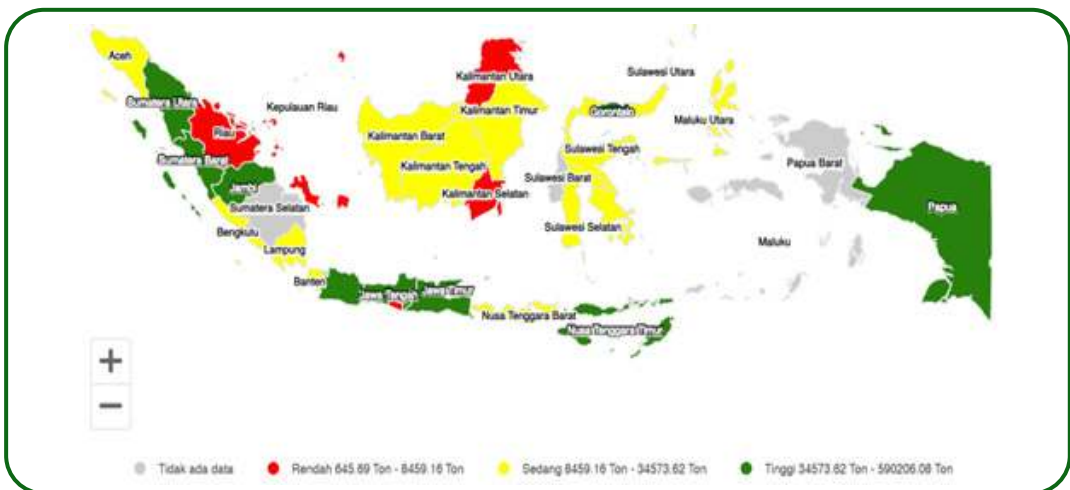 Aceh
Sumatera Utara
Riau
Kepulauan Riau
Sumatera Barat
Jambi
Sumatera Selatan
Bengkulu
Lampung
Banten
Jawa Tengah
Jawa Timur
Kalimantan Utara
Kalimantan Timur
Kalimantan Barat
Kalimantan Tengah
Kalimantan Selatan
Sulawesi Utara
Gorontalo
Maluku Utara
Sulawesi Tengah
Sulawesi Barat
Sulawesi Selatan
Papua Barat
Papua
Maluku
Nusa Tenggara Barat
Nusa Tenggara Timur
+
−
Tidak ada data
Rendah 645.69 Ton - 8459.16 Ton
Sedang 8459.16 Ton - 34573.62 Ton
Tinggi 34573.62 Ton - 590206.08 Ton